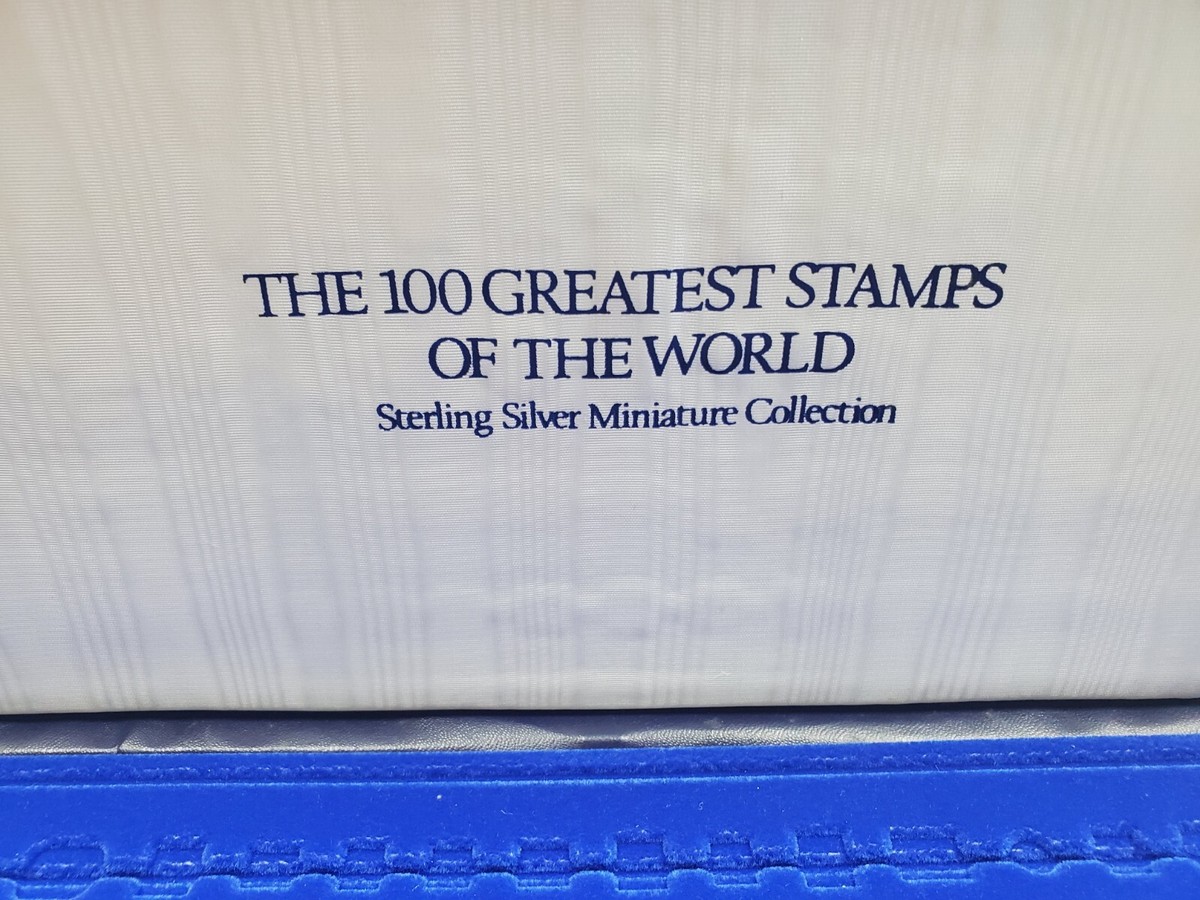 THE 100 GREATEST STAMPS
OF THE WORLD
Sterling Silver Miniature Collection